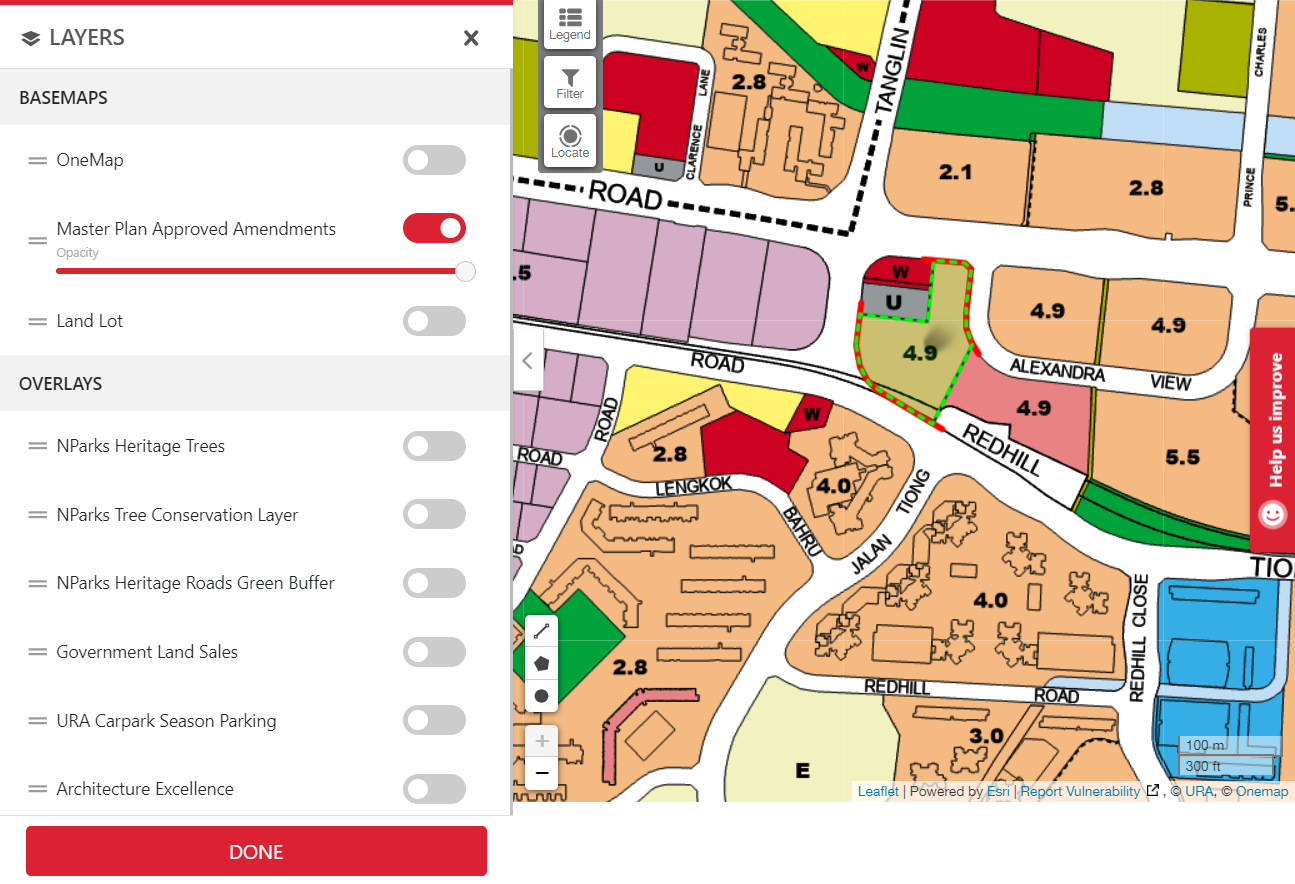 LAYERS
BASEMAPS
OneMap
Master Plan Approved Amendments
Opacity
Land Lot
OVERLAYS
NParks Heritage Trees
NParks Tree Conservation Layer
NParks Heritage Roads Green Buffer
Government Land Sales
URA Carpark Season Parking
Architecture Excellence
DONE
Legend
Filter
Locate
CLARENCE LANE
TANGLIN
CHARLES
PRINCE
W
2.8
U
ROAD
2.1
2.8
5.
.5
W
U
4.9
4.9
4.9
ROAD
ALEXANDRA VIEW
4.9
REDHILL
5.5
Help us improve
ROAD
ROAD
W
2.8
LENGKOK
BAHRU
4.0
JALAN TIONG
TIO
4.0
REDHILL CLOSE
2.8
REDHILL ROAD
3.0
E
100 m
300 ft
+
−
Leaflet | Powered by Esri | Report Vulnerability , © URA, © Onemap